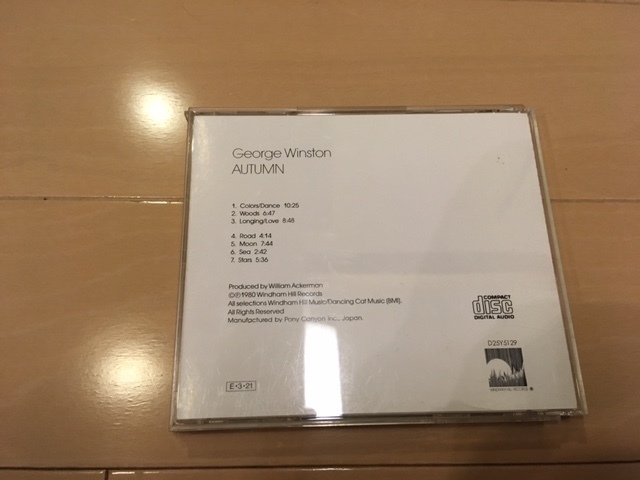 George Winston
AUTUMN
1. Colors/Dance 10:25
2. Woods 6:47
3. Longing/Love 8:48
4. Road 4:14
5. Moon 7:44
6. Sea 2:42
7. Stars 5:36
Produced by William Ackerman
©℗1980 Windham Hill Records
All selections Windham Hill Music/Dancing Cat Music (BMI).
All Rights Reserved
Manufactured by Pony Canyon Inc., Japan.
COMPACT
disc
DIGITAL AUDIO
D25Y5129
WINDHAM HILL RECORDS
E•3•21